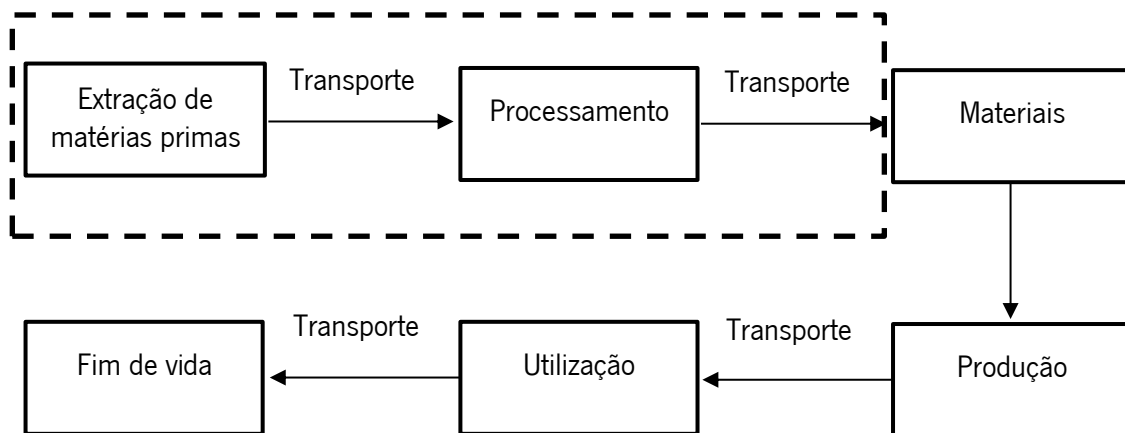 Extração de
matérias primas
Transporte
Processamento
Transporte
Materiais
Fim de vida
Transporte
Utilização
Transporte
Produção